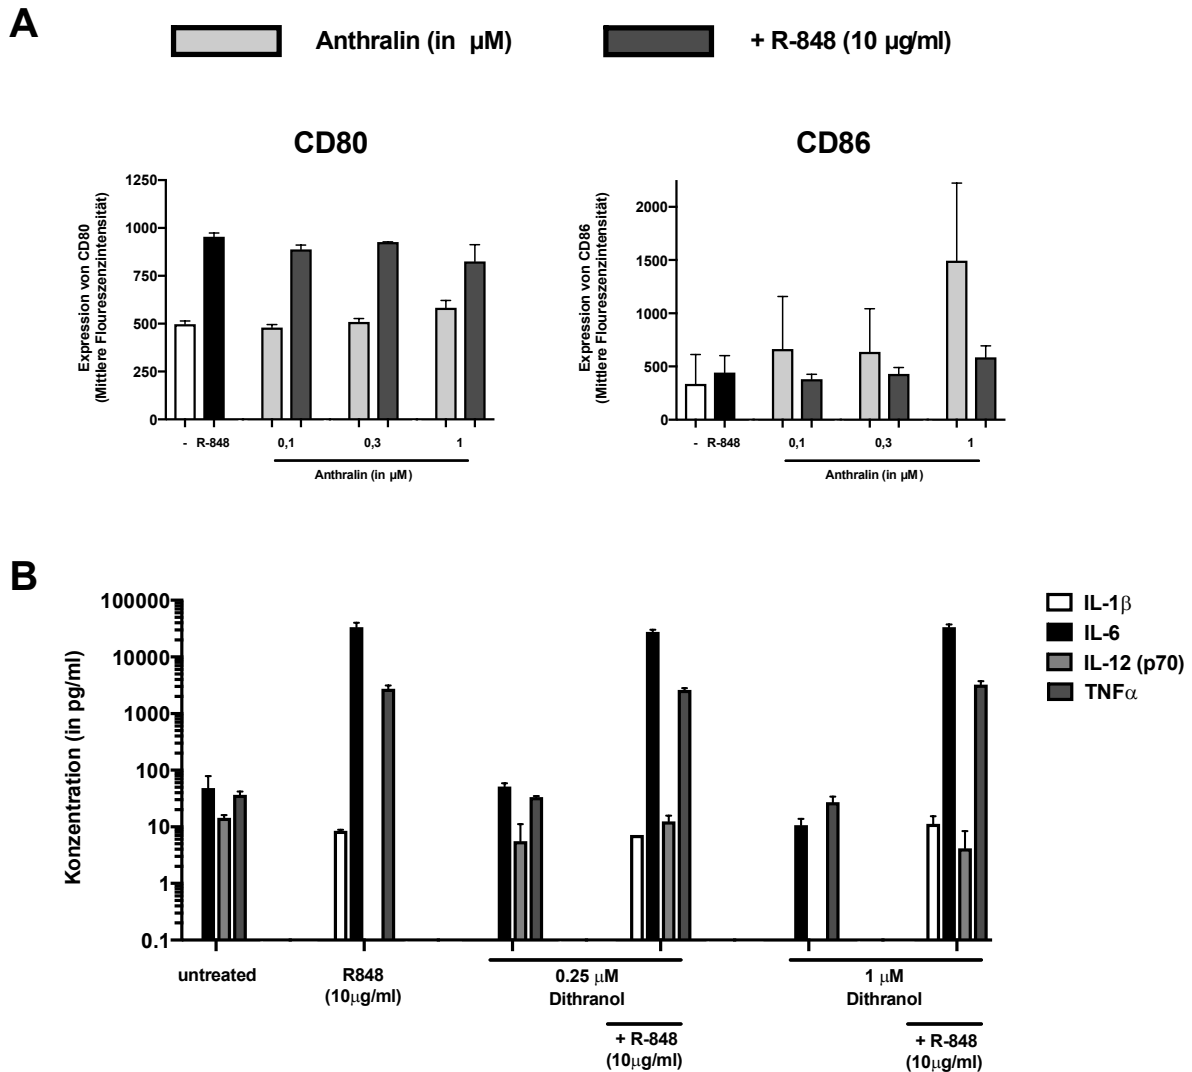 A
Anthralin (in µM)
+ R-848 (10 µg/ml)
CD80
Expression von CD80
(Mittlere Floureszenzintensität)
1250
1000
750
500
250
0
- R-848 0,1 0,3 1
Anthralin (in µM)
CD86
Expression von CD86
(Mittlere Floureszenzintensität)
2000
1500
1000
500
0
- R-848 0,1 0,3 1
Anthralin (in µM)
B
Konzentration (in pg/ml)
100000
10000
1000
100
10
1
0.1
IL-1β
IL-6
IL-12 (p70)
TNFα
untreated
R848
(10µg/ml)
0.25 µM
Dithranol
+ R-848
(10µg/ml)
1 µM
Dithranol
+ R-848
(10µg/ml)